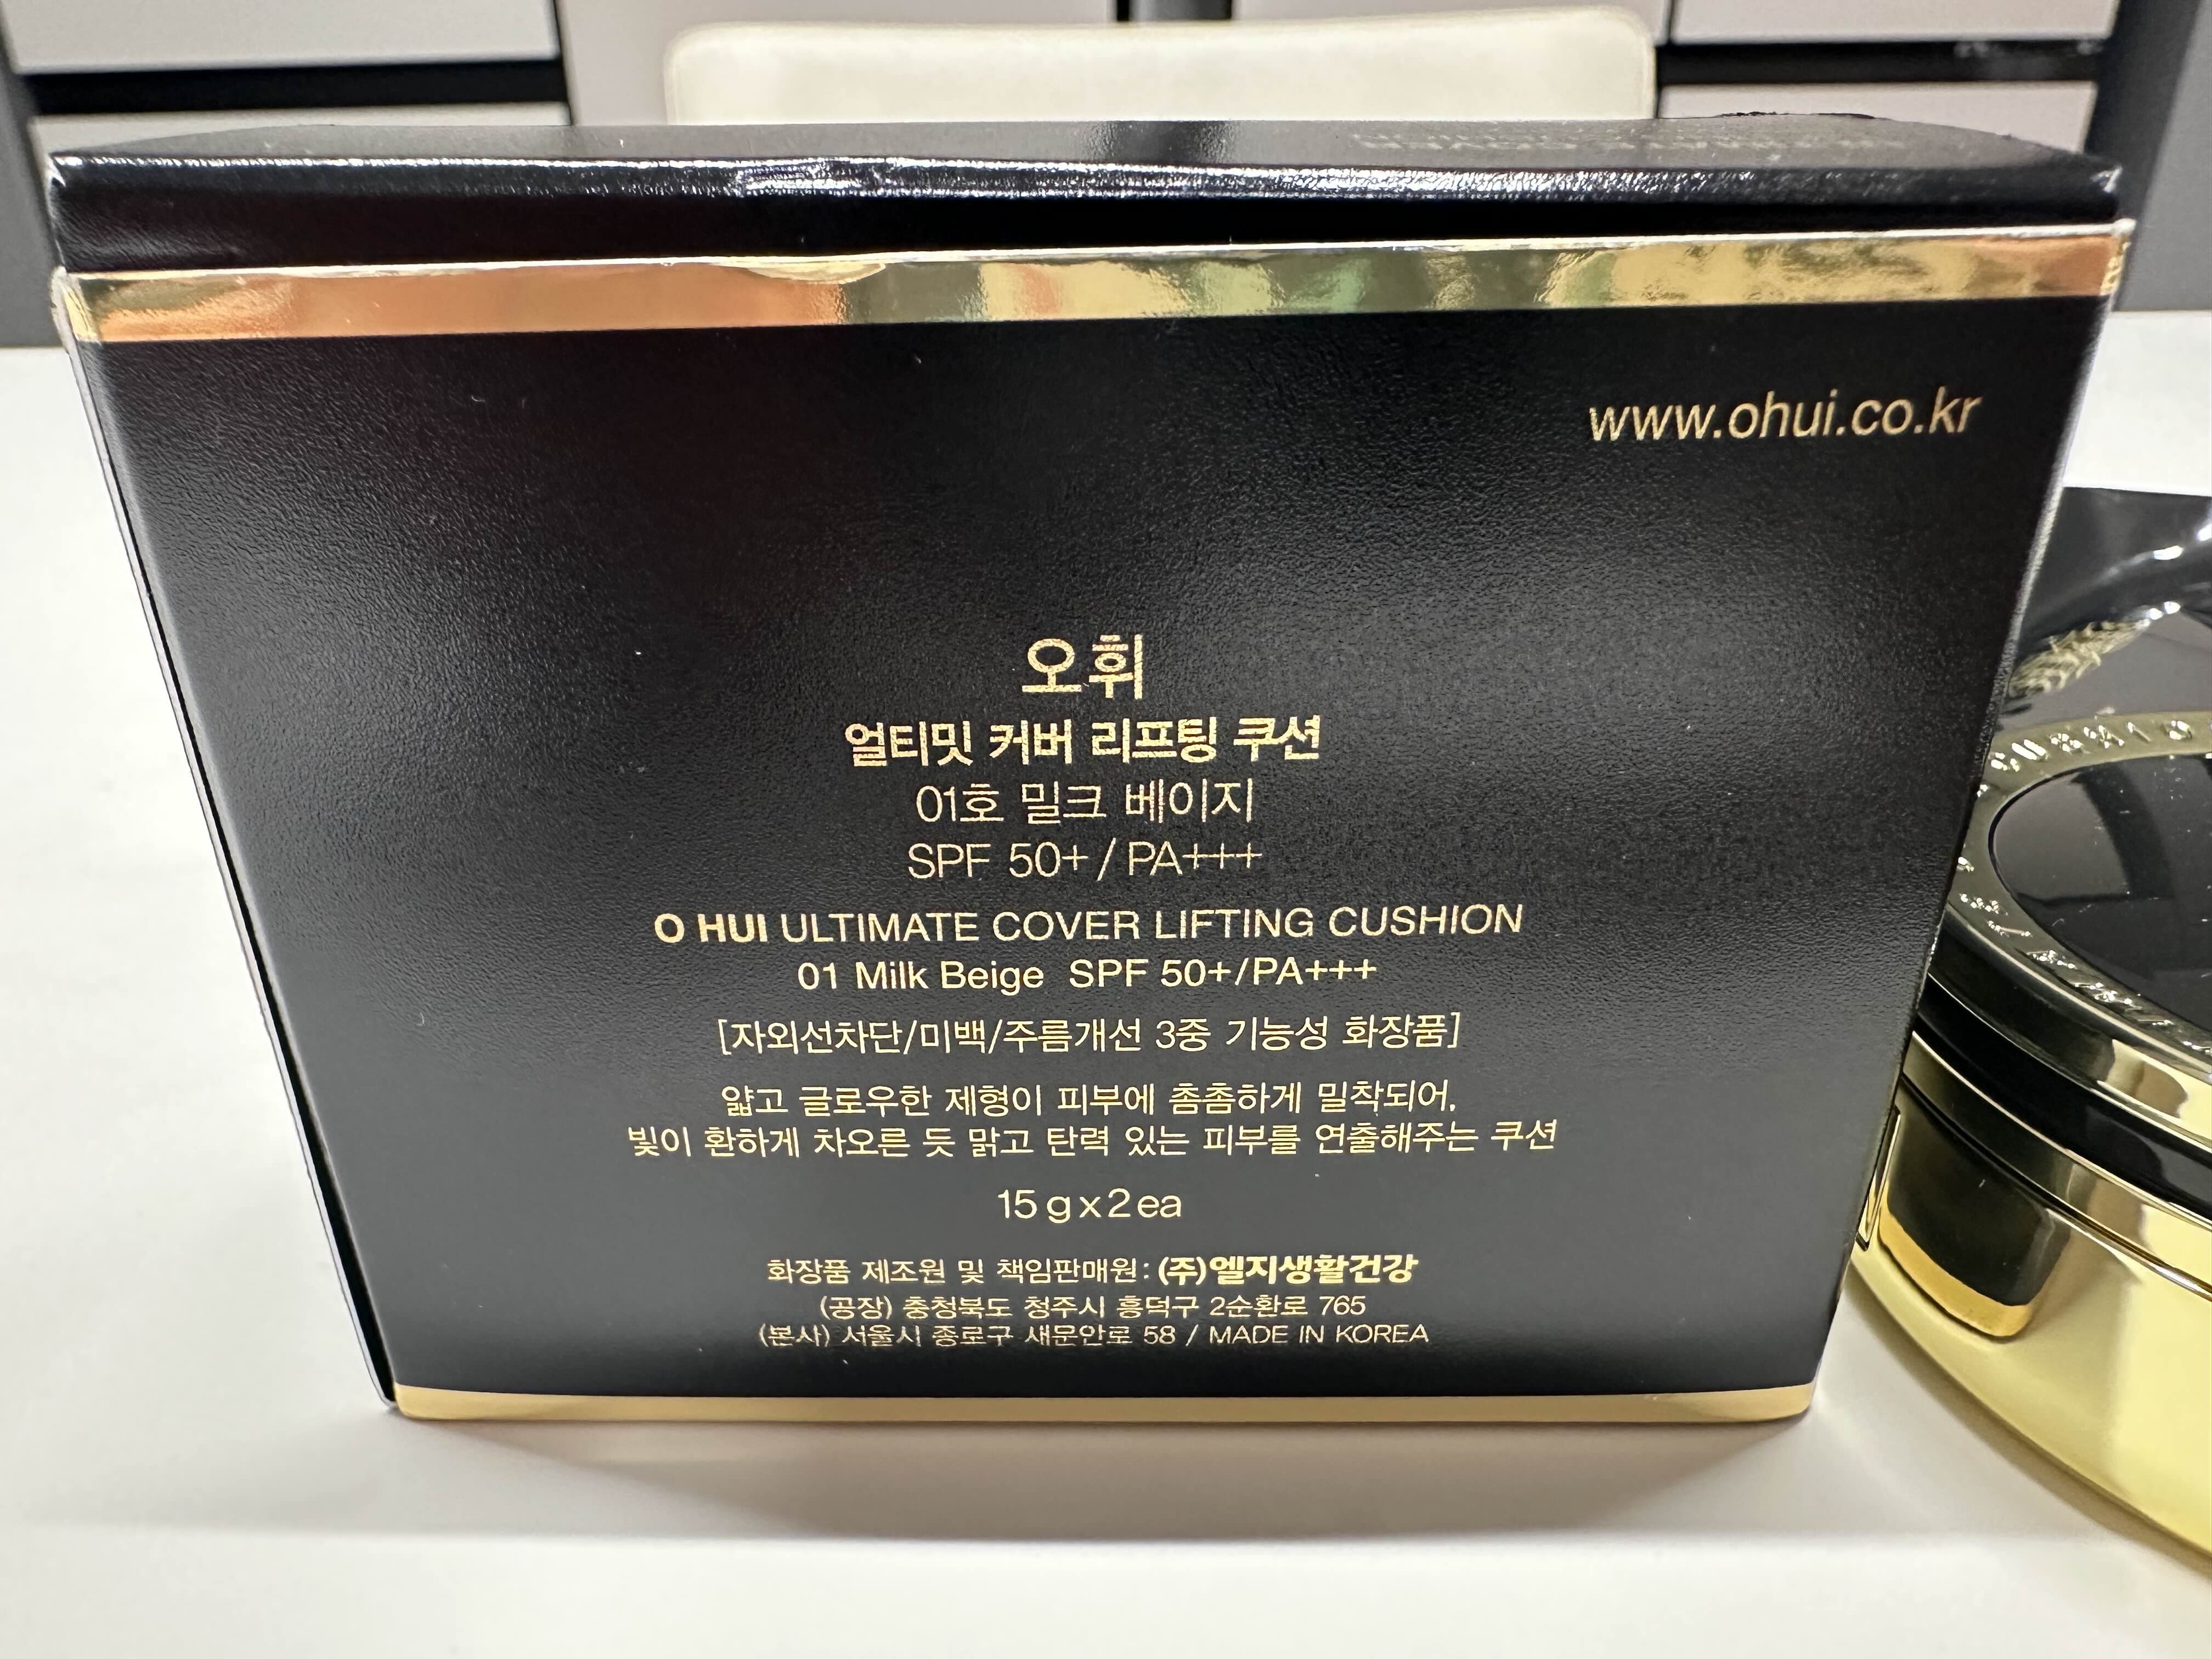 www.ohui.co.kr
오휘
얼티밋 커버 리프팅 쿠션
01호 밀크 베이지
SPF 50+ / PA+++
O HUI ULTIMATE COVER LIFTING CUSHION
01 Milk Beige SPF 50+/PA+++
[자외선차단/미백/주름개선 3중 기능성 화장품]
얇고 글로우한 제형이 피부에 촘촘하게 밀착되어,
빛이 환하게 차오른 듯 맑고 탄력 있는 피부를 연출해주는 쿠션
15 g x 2 ea
화장품 제조원 및 책임판매원 : (주)엘지생활건강
(공장) 충청북도 청주시 흥덕구 2순환로 765
(본사) 서울시 종로구 새문안로 58 / MADE IN KOREA